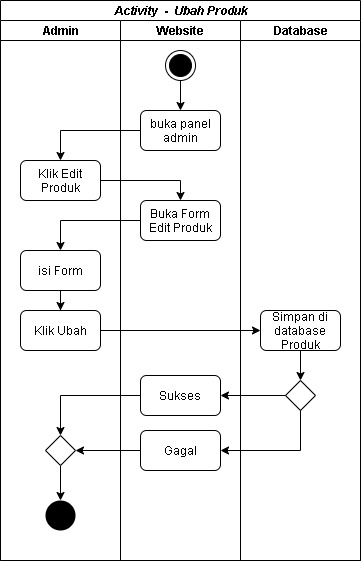 Activity - Ubah Produk
Admin
Website
Database
buka panel
admin
Klik Edit
Produk
Buka Form
Edit Produk
isi Form
Klik Ubah
Simpan di
database
Produk
Sukses
Gagal